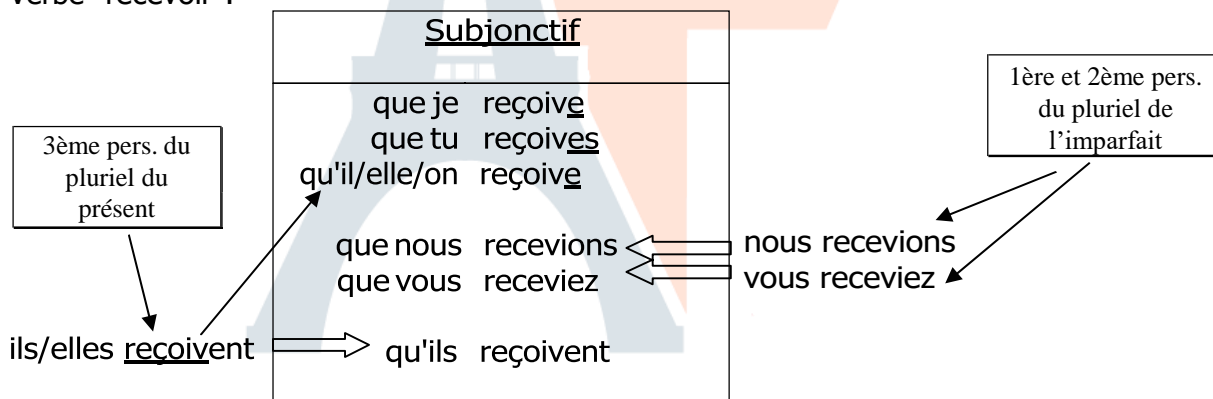 verbe "recevoir":
Subjonctif
que je reçoive
que tu reçoives
qu'il/elle/on reçoive
que nous recevions
que vous receviez
qu'ils reçoivent
3ème pers. du
pluriel du
présent
ils/elles reçoivent
1ère et 2ème pers.
du pluriel de
l'imparfait
nous recevions
vous receviez